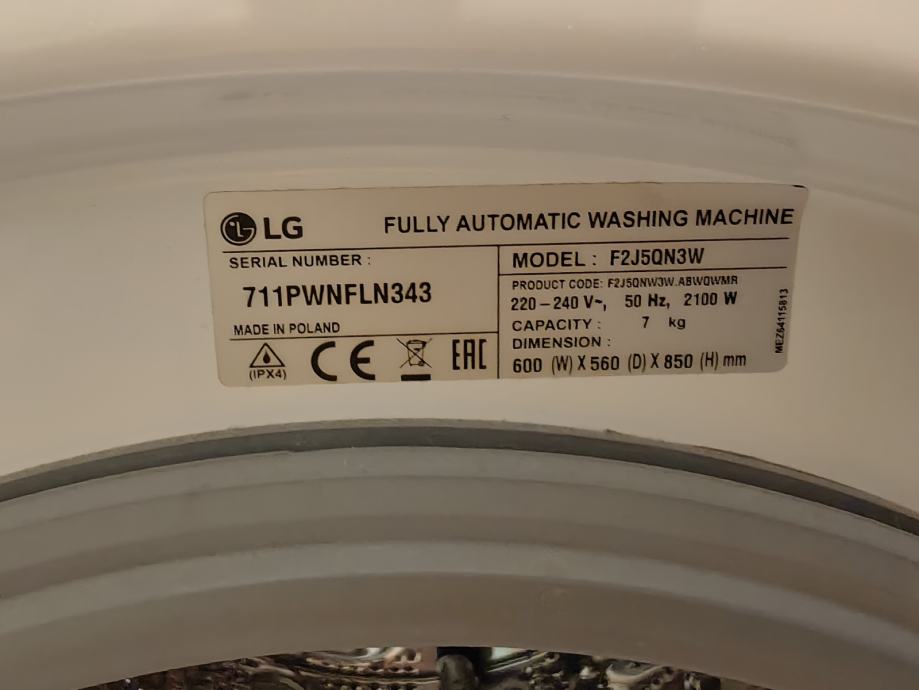 LG
FULLY AUTOMATIC WASHING MACHINE
SERIAL NUMBER :
711PWNFLN343
MADE IN POLAND
(IPX4)
CE
EAC
MODEL : F2J5QN3W
PRODUCT CODE: F2J5QNW3W.ABWQWMR
220-240 V~, 50 Hz, 2100 W
CAPACITY : 7 kg
DIMENSION :
600 (W) X 560 (D) X 850 (H) mm
MEZ64115813